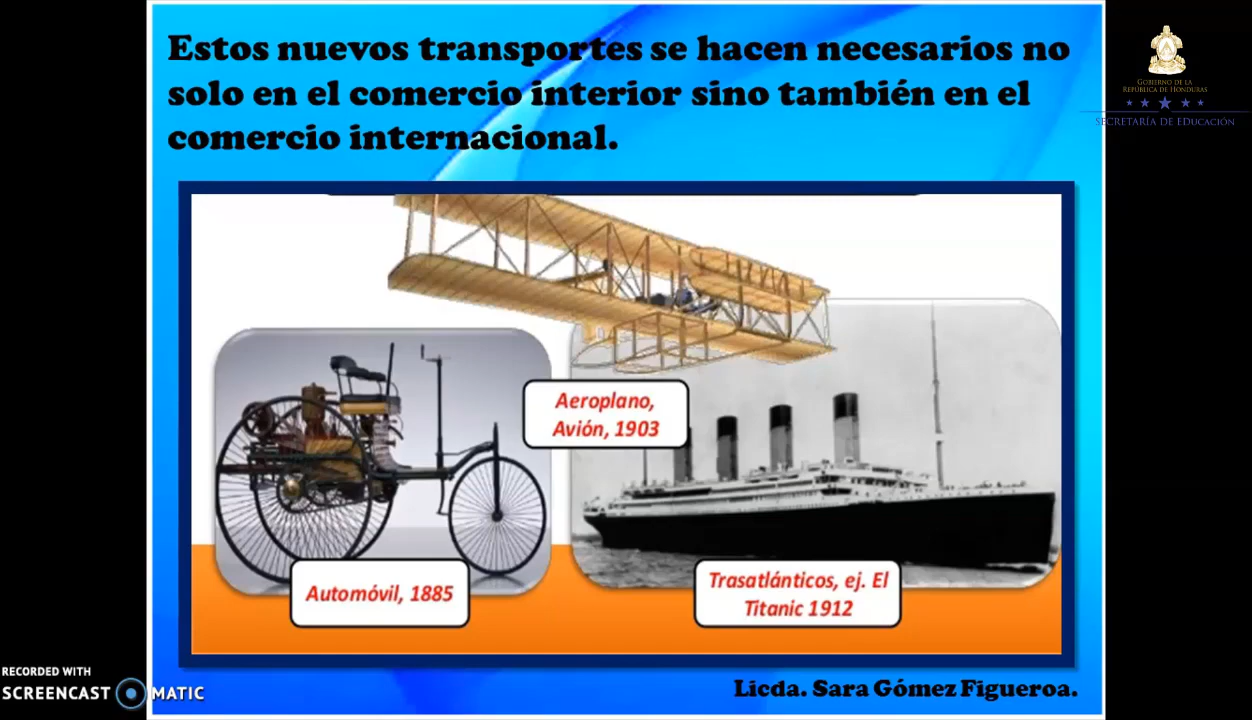 Estos nuevos transportes se hacen necesarios no
solo en el comercio interior sino también en el
comercio internacional.
GOBIERNO DE LA
REPÚBLICA DE HONDURAS
SECRETARÍA DE EDUCACIÓN
Aeroplano,
Avión, 1903
Automóvil, 1885
Trasatlánticos, ej. El
Titanic 1912
RECORDED WITH
SCREENCAST MATIC
Licda. Sara Gómez Figueroa.